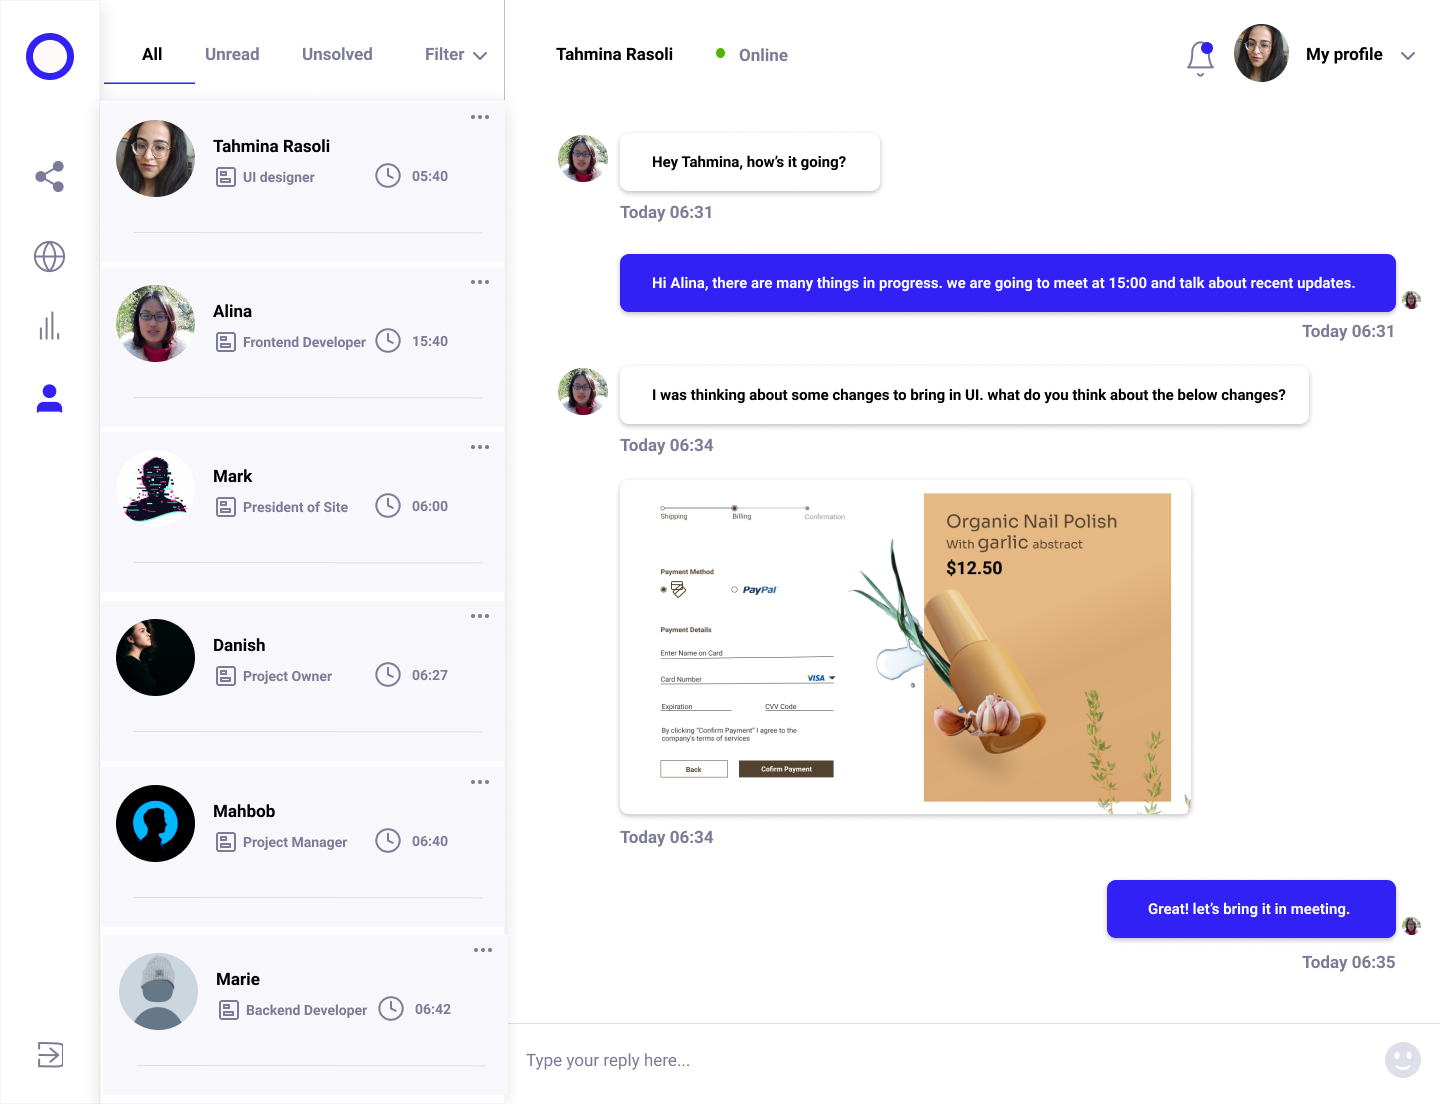 All Unread Unsolved Filter
Tahmina Rasoli
UI designer 05:40
Alina
Frontend Developer 15:40
Mark
President of Site 06:00
Danish
Project Owner 06:27
Mahbob
Project Manager 06:40
Marie
Backend Developer 06:42
Tahmina Rasoli Online My profile
Hey Tahmina, how’s it going?
Today 06:31
Hi Alina, there are many things in progress. we are going to meet at 15:00 and talk about recent updates.
Today 06:31
I was thinking about some changes to bring in UI. what do you think about the below changes?
Today 06:34
Shipping Billing Confirmation
Payment Method
PayPal
Payment Details
Enter Name on Card
Card Number VISA
Expiration CVV Code
By clicking “Confirm Payment” I agree to the
company’s terms of services
Back Cofirm Payment
Organic Nail Polish
With garlic abstract
$12.50
Today 06:34
Great! let’s bring it in meeting.
Today 06:35
Type your reply here...